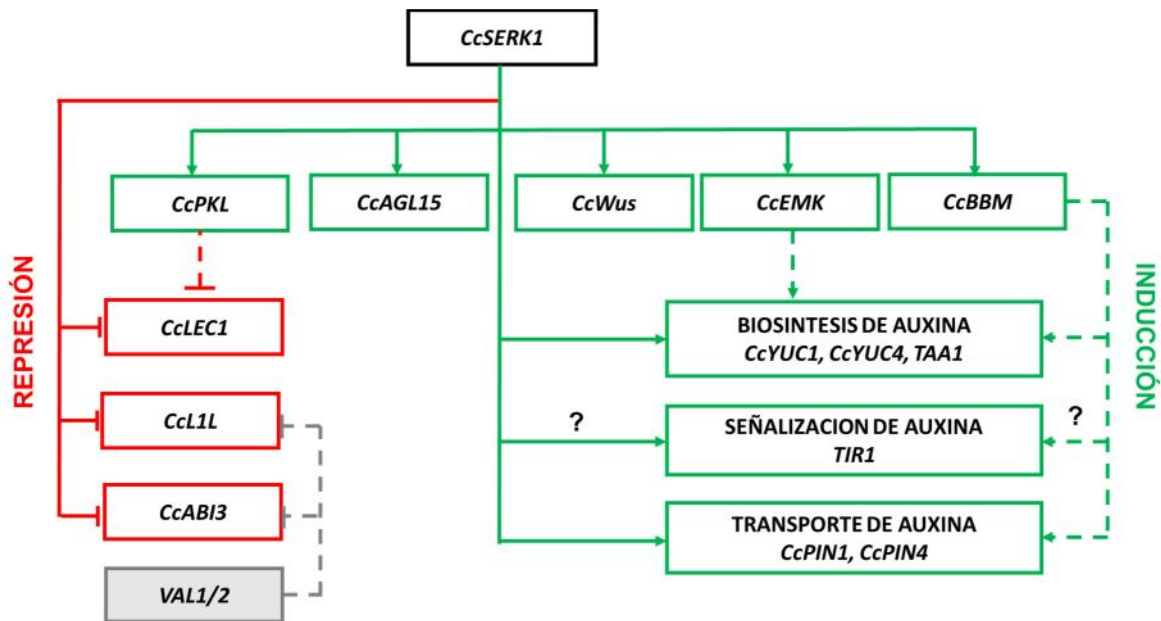 CcSERK1
CcPKL
CcAGL15
CcWus
CcEMK
CcBBM
REPRESIÓN
INDUCCIÓN
CcLEC1
BIOSINTESIS DE AUXINA
CcYUC1, CcYUC4, TAA1
CcL1L
?
SEÑALIZACION DE AUXINA
TIR1
?
CcABI3
TRANSPORTE DE AUXINA
CcPIN1, CcPIN4
VAL1/2